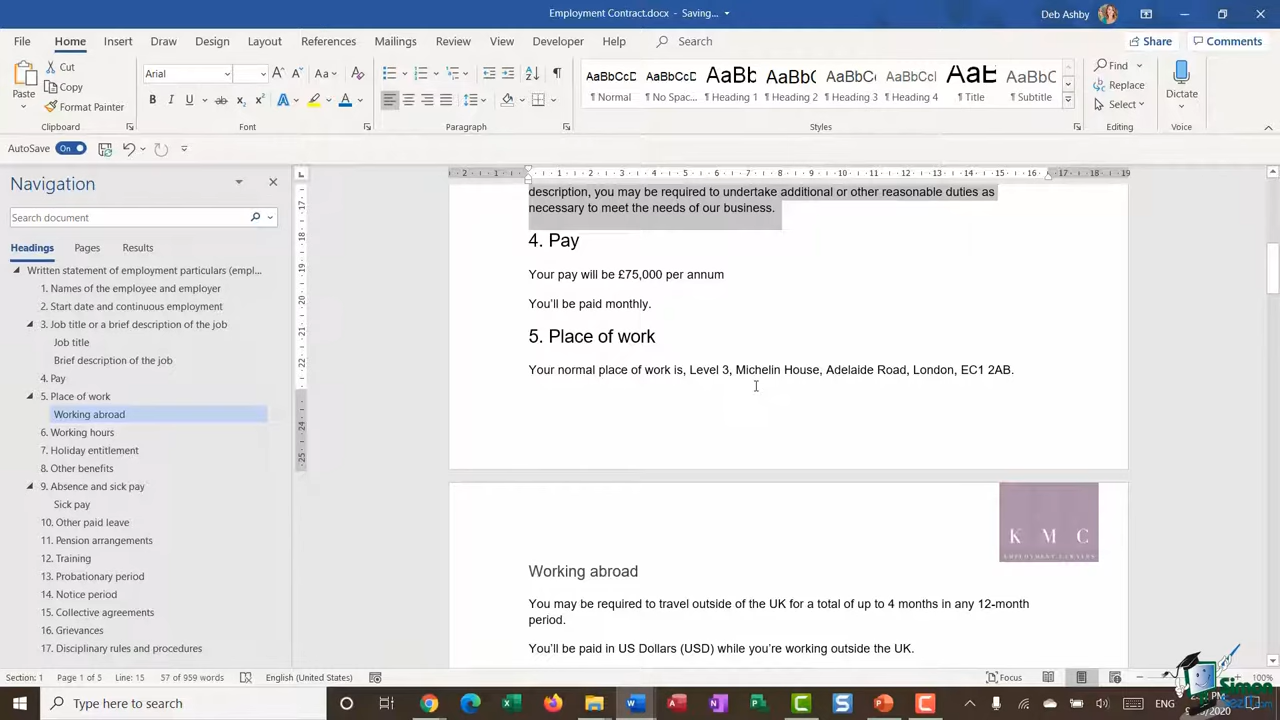 Employment Contract.docx - Saving...
Deb Ashby
File Home Insert Draw Design Layout References Mailings Review View Developer Help Search Share Comments
Paste
Cut
Copy
Format Painter
Clipboard
Arial
Font
Paragraph
AaBbCcD AaBbCcD AaBb AaBb( AaBbCc AaBbCcD AaB AaBbCcD
¶ Normal ¶ No Spac... ¶ Heading 1 ¶ Heading 2 ¶ Heading 3 ¶ Heading 4 ¶ Title ¶ Subtitle
Styles
Find
Replace
Select
Editing
Dictate
Voice
AutoSave On
Navigation
Search document
Headings Pages Results
Written statement of employment particulars (empl...
1. Names of the employee and employer
2. Start date and continuous employment
3. Job title or a brief description of the job
Job title
Brief description of the job
4. Pay
5. Place of work
Working abroad
6. Working hours
7. Holiday entitlement
8. Other benefits
9. Absence and sick pay
Sick pay
10. Other paid leave
11. Pension arrangements
12. Training
13. Probationary period
14. Notice period
15. Collective agreements
16. Grievances
17. Disciplinary rules and procedures
description, you may be required to undertake additional or other reasonable duties as
necessary to meet the needs of our business.
4. Pay
Your pay will be £75,000 per annum
You'll be paid monthly.
5. Place of work
Your normal place of work is, Level 3, Michelin House, Adelaide Road, London, EC1 2AB.
K M C
EMPLOYMENT LAWYERS
Working abroad
You may be required to travel outside of the UK for a total of up to 4 months in any 12-month
period.
You'll be paid in US Dollars (USD) while you're working outside the UK.
Section: 1 Page 1 of 5 Line: 15 57 of 959 words English (United States) Focus 100%
Type here to search
ENG
Simon